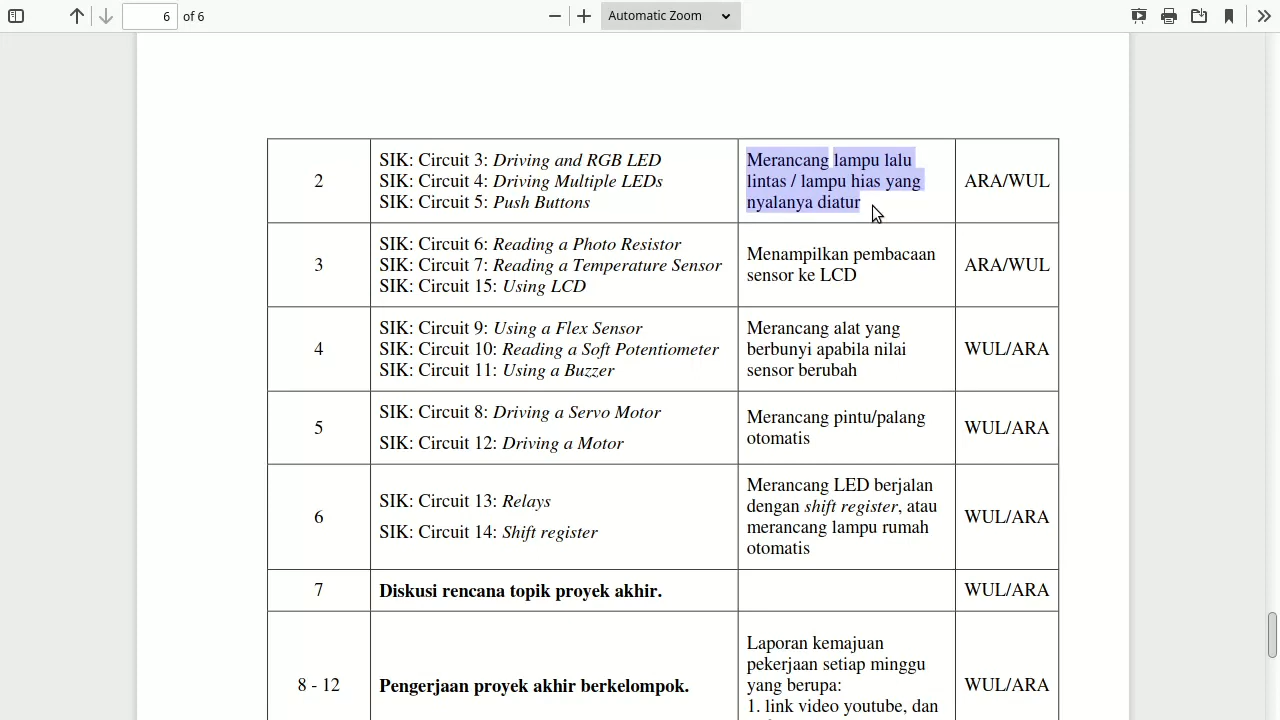 6 of 6 Automatic Zoom
2
SIK: Circuit 3: Driving and RGB LED
SIK: Circuit 4: Driving Multiple LEDs
SIK: Circuit 5: Push Buttons
Merancang lampu lalu
lintas / lampu hias yang
nyalanya diatur
ARA/WUL
3
SIK: Circuit 6: Reading a Photo Resistor
SIK: Circuit 7: Reading a Temperature Sensor
SIK: Circuit 15: Using LCD
Menampilkan pembacaan
sensor ke LCD
ARA/WUL
4
SIK: Circuit 9: Using a Flex Sensor
SIK: Circuit 10: Reading a Soft Potentiometer
SIK: Circuit 11: Using a Buzzer
Merancang alat yang
berbunyi apabila nilai
sensor berubah
WUL/ARA
5
SIK: Circuit 8: Driving a Servo Motor
SIK: Circuit 12: Driving a Motor
Merancang pintu/palang
otomatis
WUL/ARA
6
SIK: Circuit 13: Relays
SIK: Circuit 14: Shift register
Merancang LED berjalan
dengan shift register, atau
merancang lampu rumah
otomatis
WUL/ARA
7
Diskusi rencana topik proyek akhir.
WUL/ARA
8 - 12
Pengerjaan proyek akhir berkelompok.
Laporan kemajuan
pekerjaan setiap minggu
yang berupa:
1. link video youtube, dan
WUL/ARA